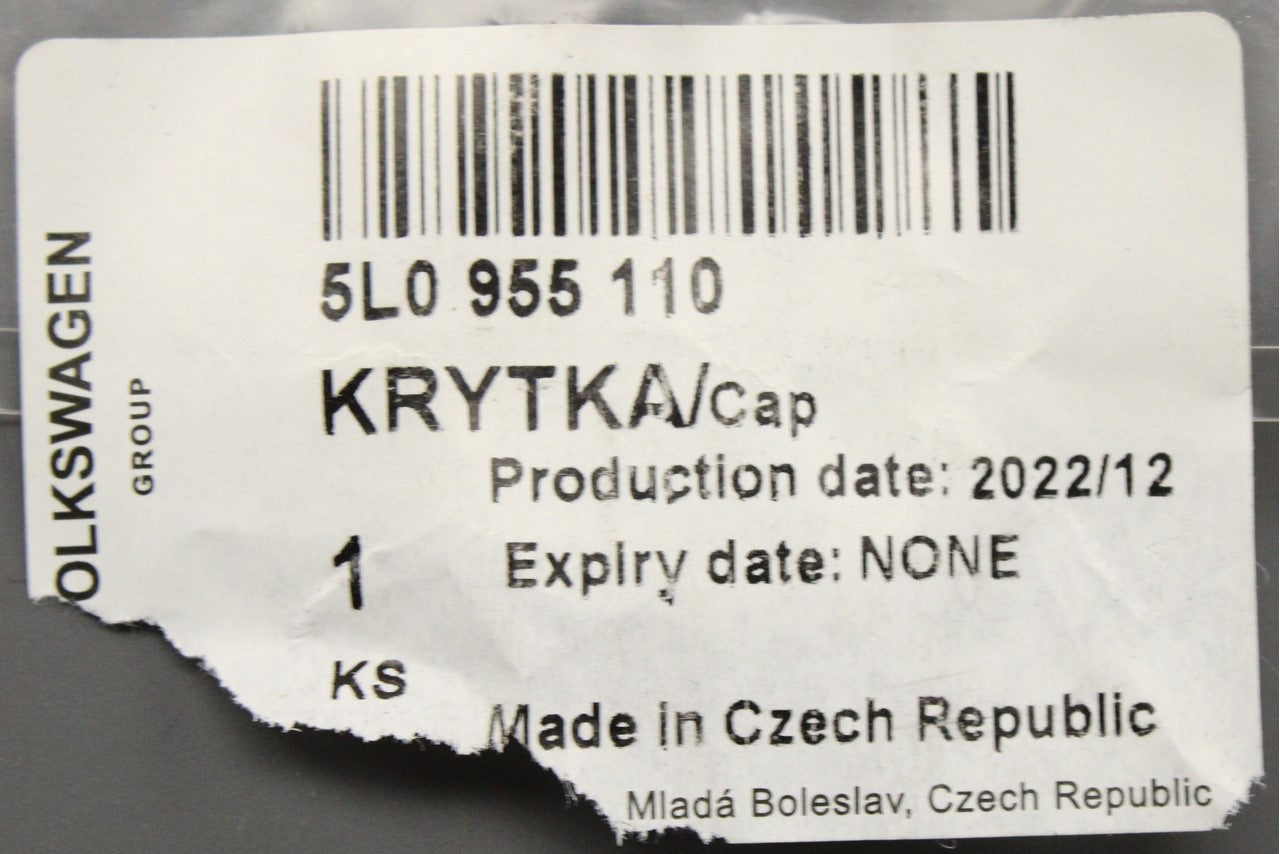 OLKSWAGEN
GROUP
5L0 955 110
KRYTKA/Cap
Production date: 2022/12
1
Expiry date: NONE
KS
Made in Czech Republic
Mladá Boleslav, Czech Republic